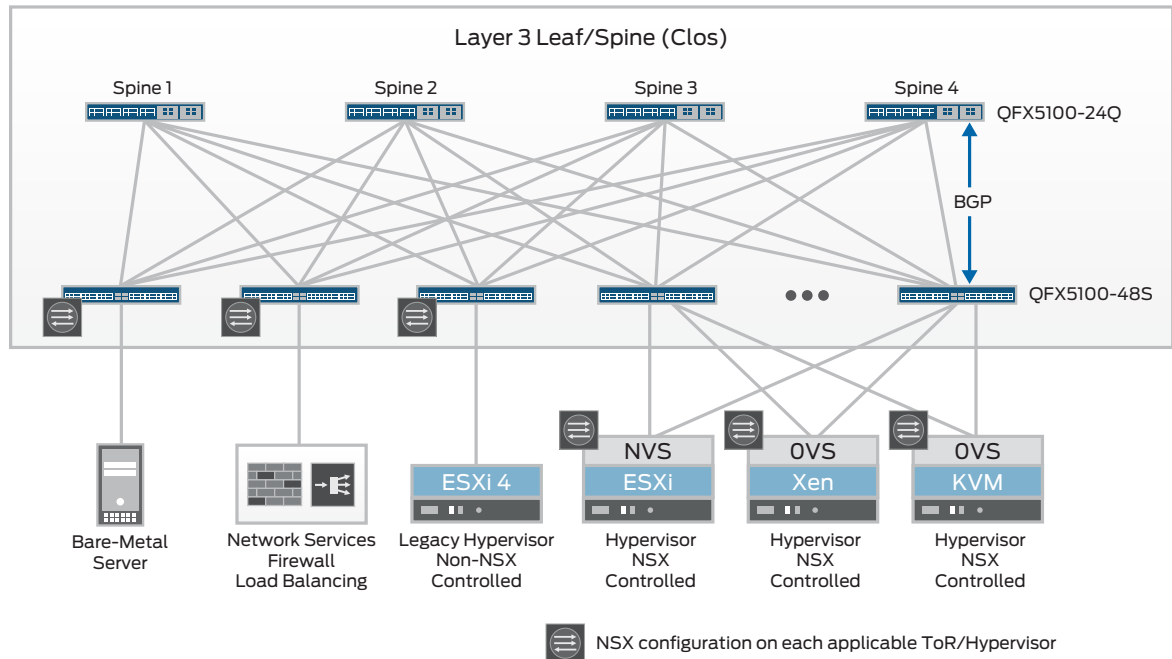 Layer 3 Leaf/Spine (Clos)
Spine 1
Spine 2
Spine 3
Spine 4
QFX5100-24Q
BGP
QFX5100-48S
NVS
0VS
0VS
ESXi 4
ESXi
Xen
KVM
Bare-Metal
Server
Network Services
Firewall
Load Balancing
Legacy Hypervisor
Non-NSX
Controlled
Hypervisor
NSX
Controlled
Hypervisor
NSX
Controlled
Hypervisor
NSX
Controlled
NSX configuration on each applicable ToR/Hypervisor